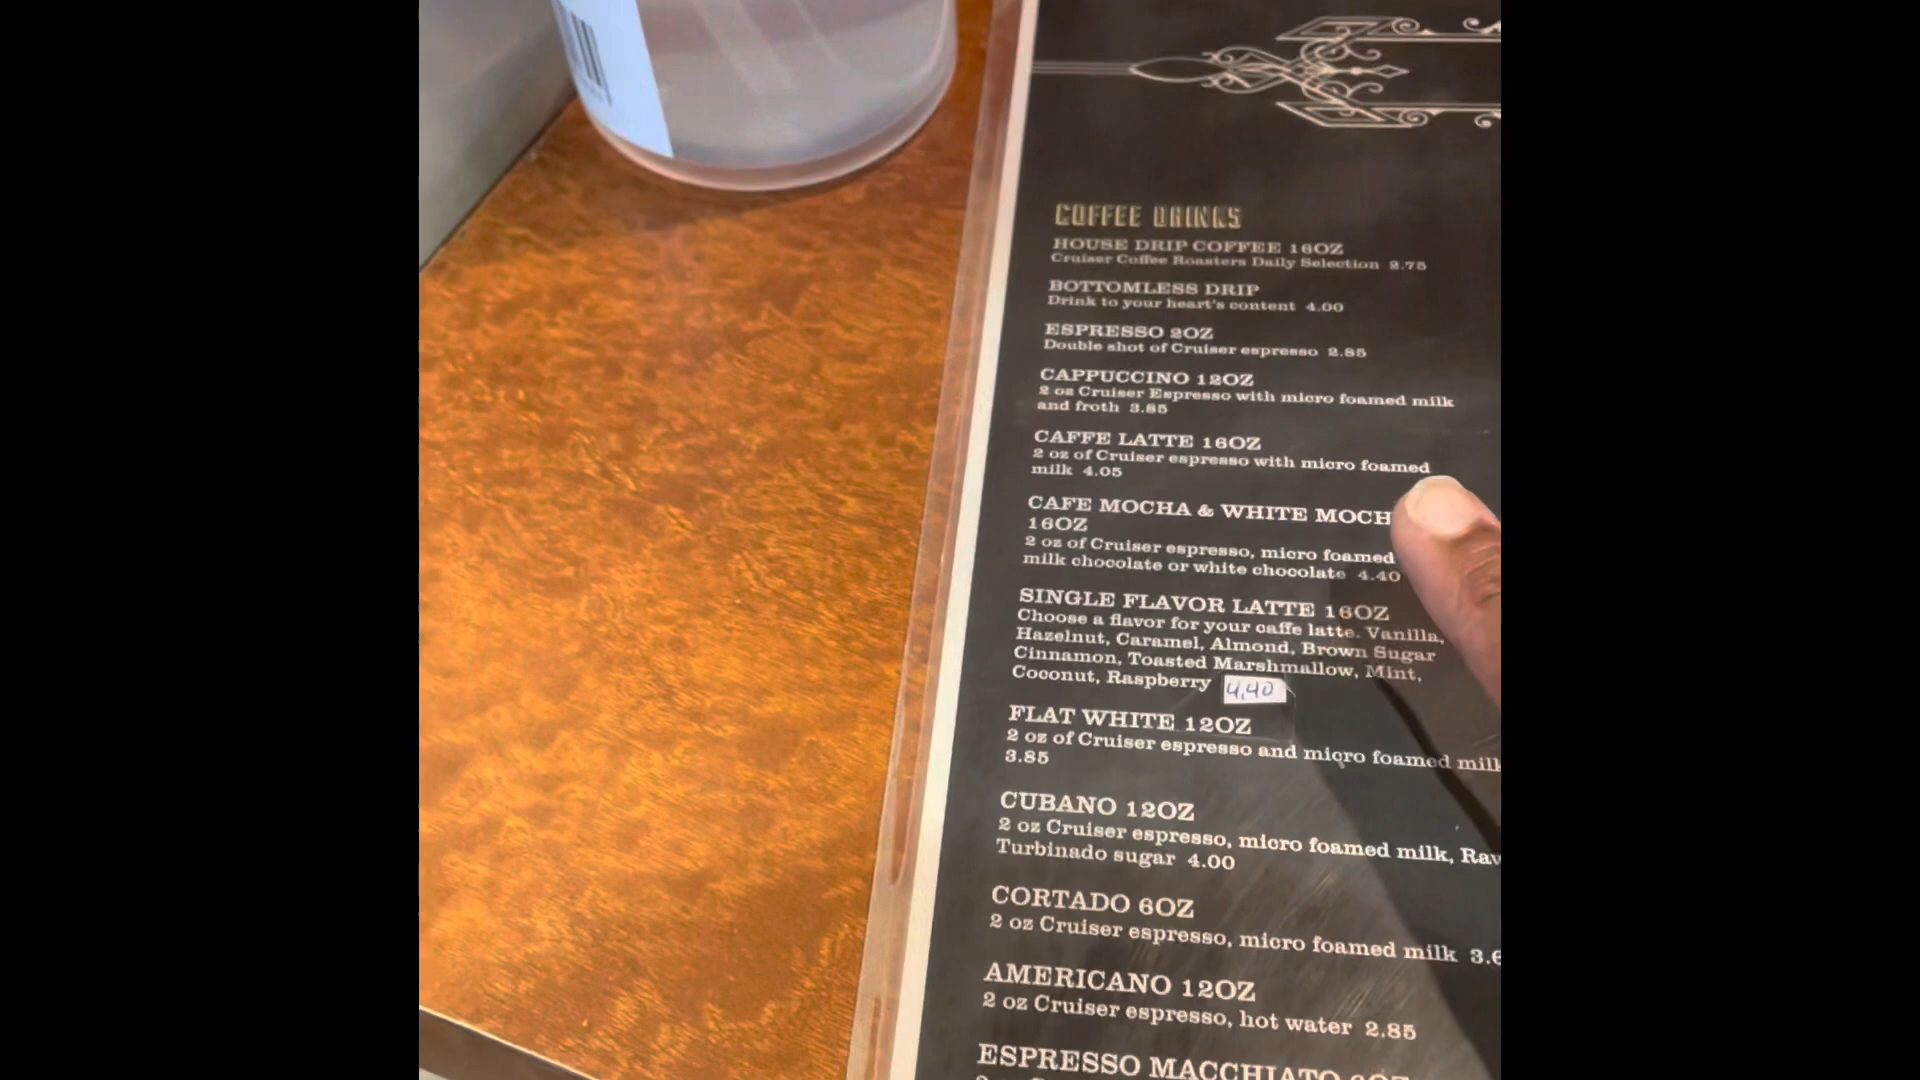 COFFEE DRINKS
HOUSE DRIP COFFEE 16OZ
Cruiser Coffee Roasters Daily Selection 2.75
BOTTOMLESS DRIP
Drink to your heart's content 4.00
ESPRESSO 2OZ
Double shot of Cruiser espresso 2.85
CAPPUCCINO 12OZ
2 oz Cruiser Espresso with micro foamed milk
and froth 3.85
CAFFE LATTE 16OZ
2 oz of Cruiser espresso with micro foamed
milk 4.05
CAFE MOCHA & WHITE MOCH
16OZ
2 oz of Cruiser espresso, micro foamed
milk chocolate or white chocolate 4.40
SINGLE FLAVOR LATTE 16OZ
Choose a flavor for your caffe latte. Vanilla,
Hazelnut, Caramel, Almond, Brown Sugar
Cinnamon, Toasted Marshmallow, Mint,
Coconut, Raspberry 4.40
FLAT WHITE 12OZ
2 oz of Cruiser espresso and micro foamed milk
3.85
CUBANO 12OZ
2 oz Cruiser espresso, micro foamed milk, Raw
Turbinado sugar 4.00
CORTADO 6OZ
2 oz Cruiser espresso, micro foamed milk
AMERICANO 12OZ
2 oz Cruiser espresso, hot water 2.85
ESPRESSO MACCHIATO